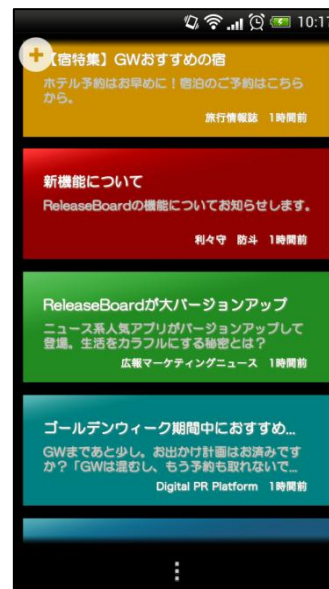 10:17
【宿特集】GWおすすめの宿
ホテル予約はお早めに！宿泊のご予約はこちら
から。
旅行情報誌 1時間前
新機能について
ReleaseBoardの機能についてお知らせします。
利々守 防斗 1時間前
ReleaseBoardが大バージョンアップ
ニュース系人気アプリがバージョンアップして
登場。生活をカラフルにする秘密とは？
広報マーケティングニュース 1時間前
ゴールデンウィーク期間中におすすめ...
GWまであと少し。お出かけ計画はお済みです
か？「GWは混むし、もう予約も取れないで...
Digital PR Platform 1時間前